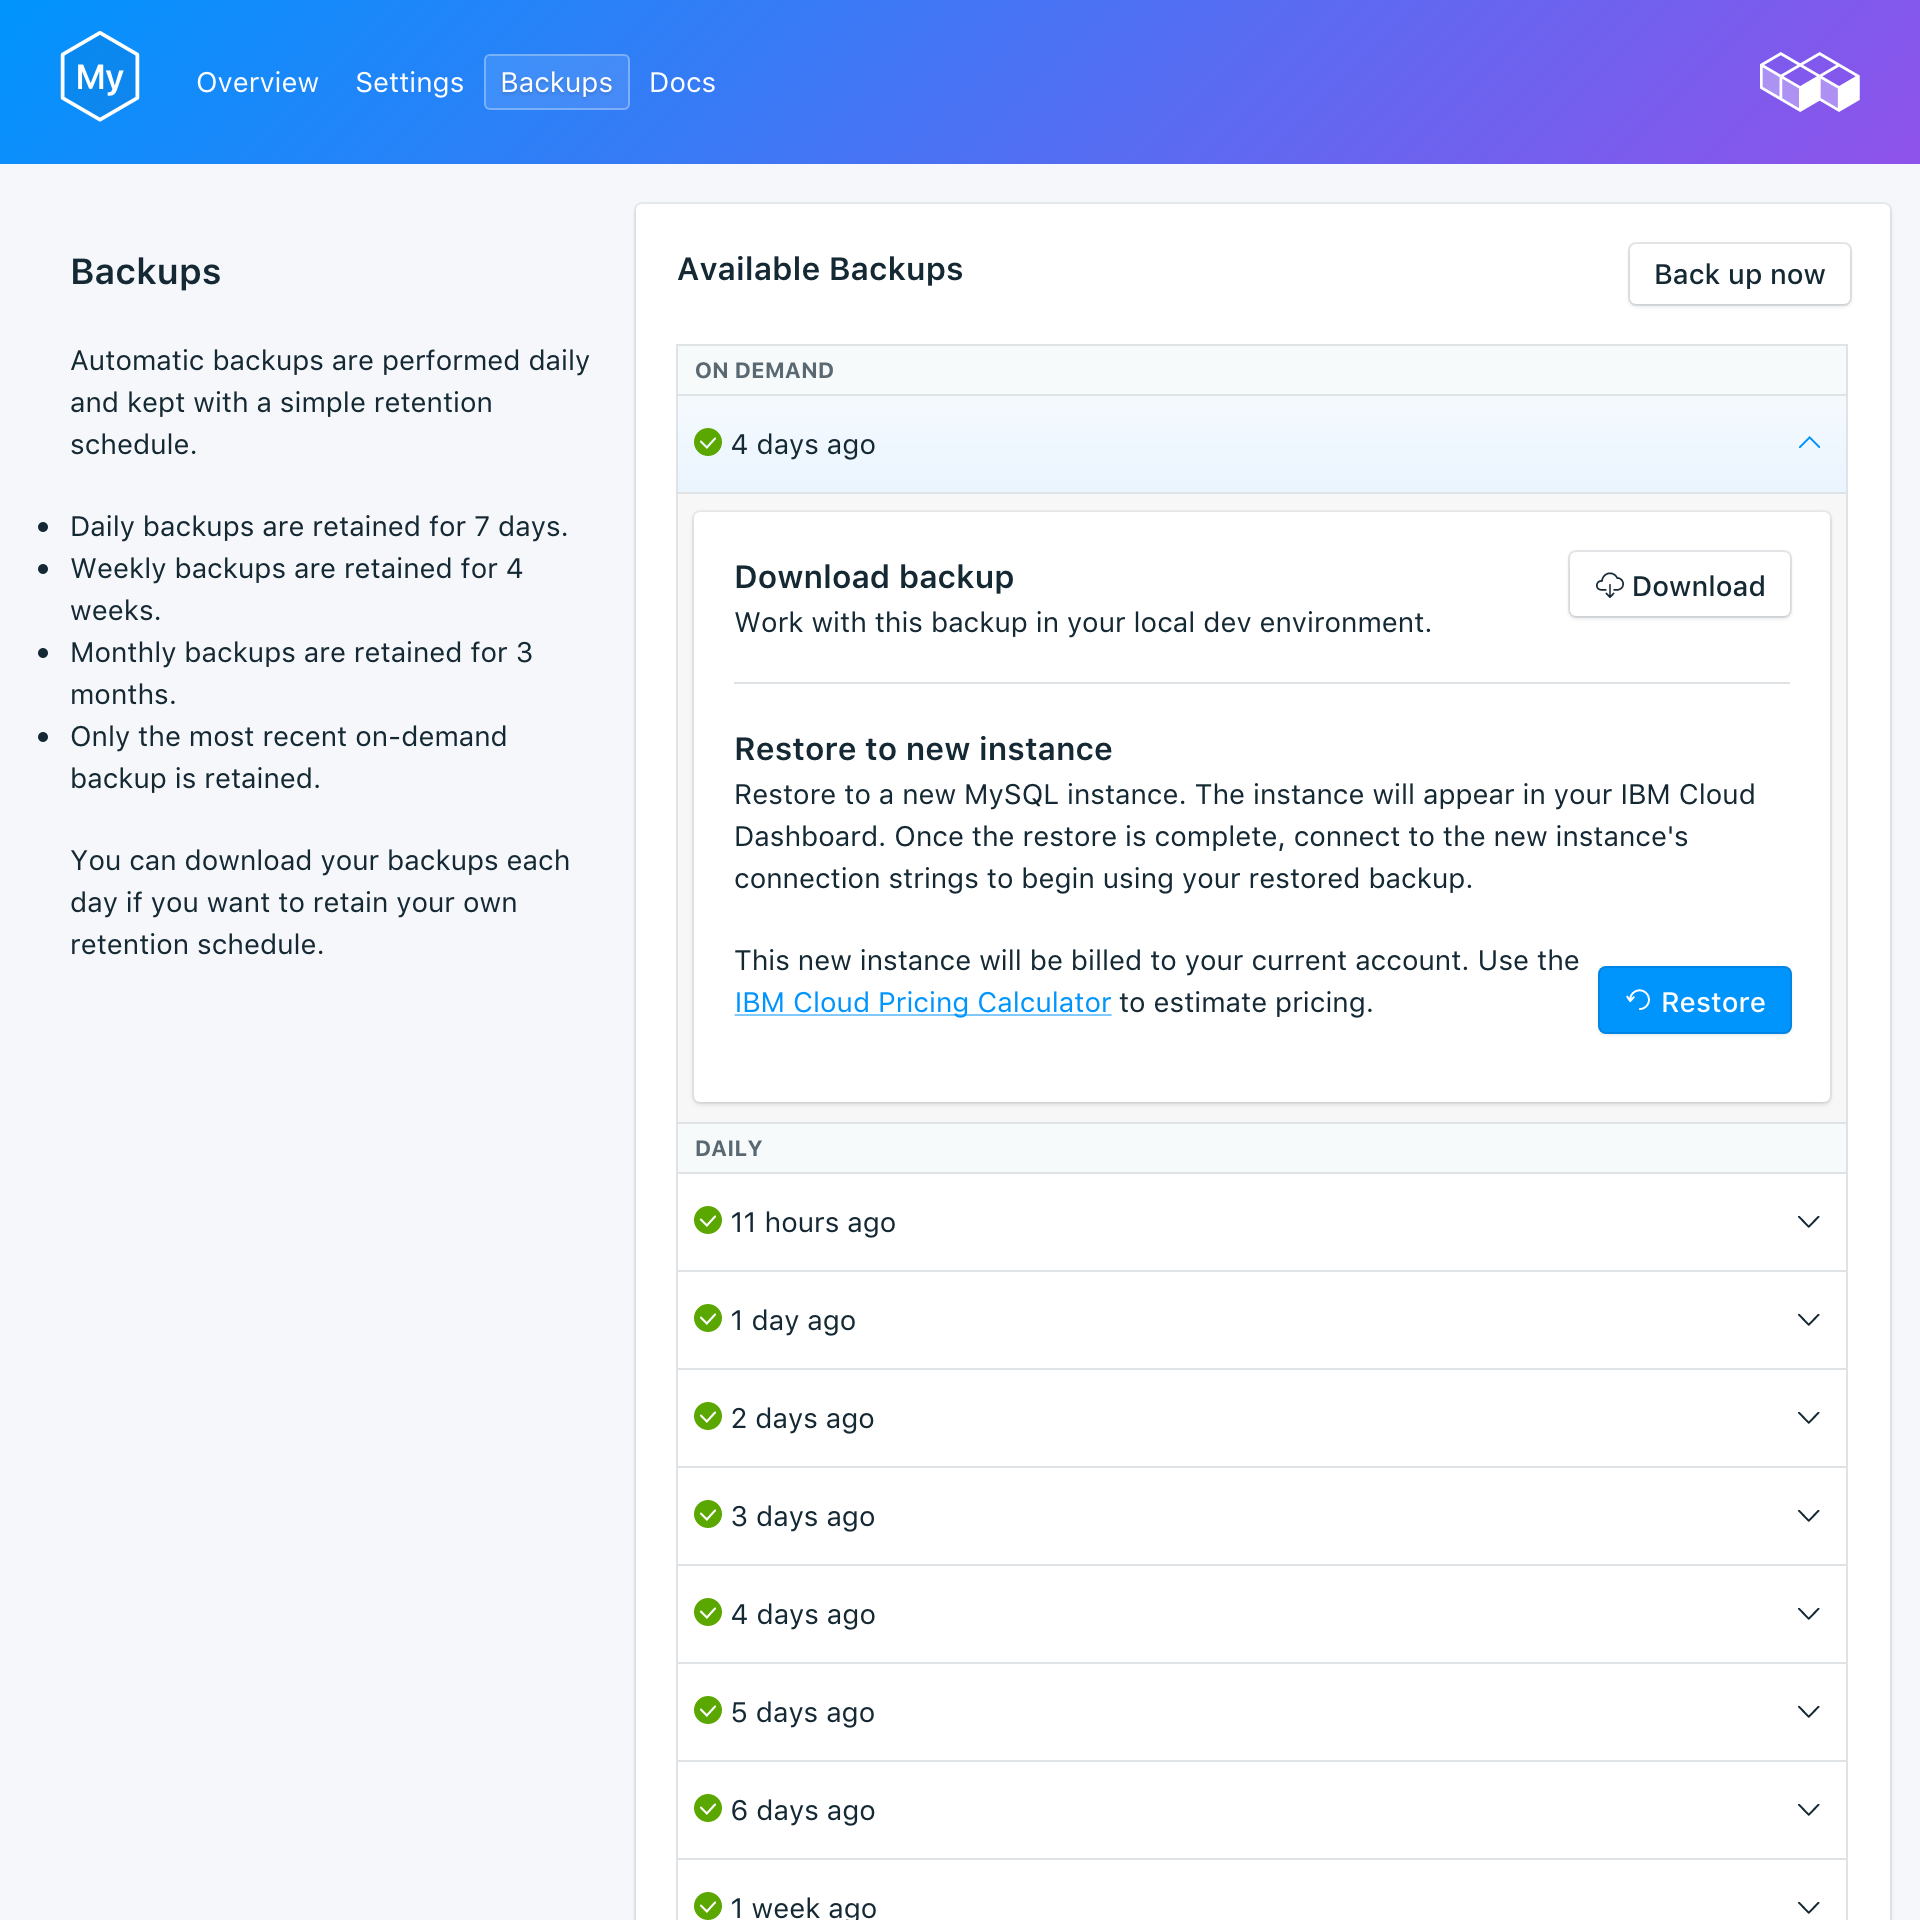 My
Overview
Settings
Backups
Docs
Backups
Automatic backups are performed daily
and kept with a simple retention
schedule.
Daily backups are retained for 7 days.
Weekly backups are retained for 4
weeks.
Monthly backups are retained for 3
months.
Only the most recent on-demand
backup is retained.
You can download your backups each
day if you want to retain your own
retention schedule.
Available Backups
Back up now
ON DEMAND
4 days ago
Download backup
Work with this backup in your local dev environment.
Download
Restore to new instance
Restore to a new MySQL instance. The instance will appear in your IBM Cloud
Dashboard. Once the restore is complete, connect to the new instance's
connection strings to begin using your restored backup.
This new instance will be billed to your current account. Use the
IBM Cloud Pricing Calculator to estimate pricing.
Restore
DAILY
11 hours ago
1 day ago
2 days ago
3 days ago
4 days ago
5 days ago
6 days ago
1 week ago